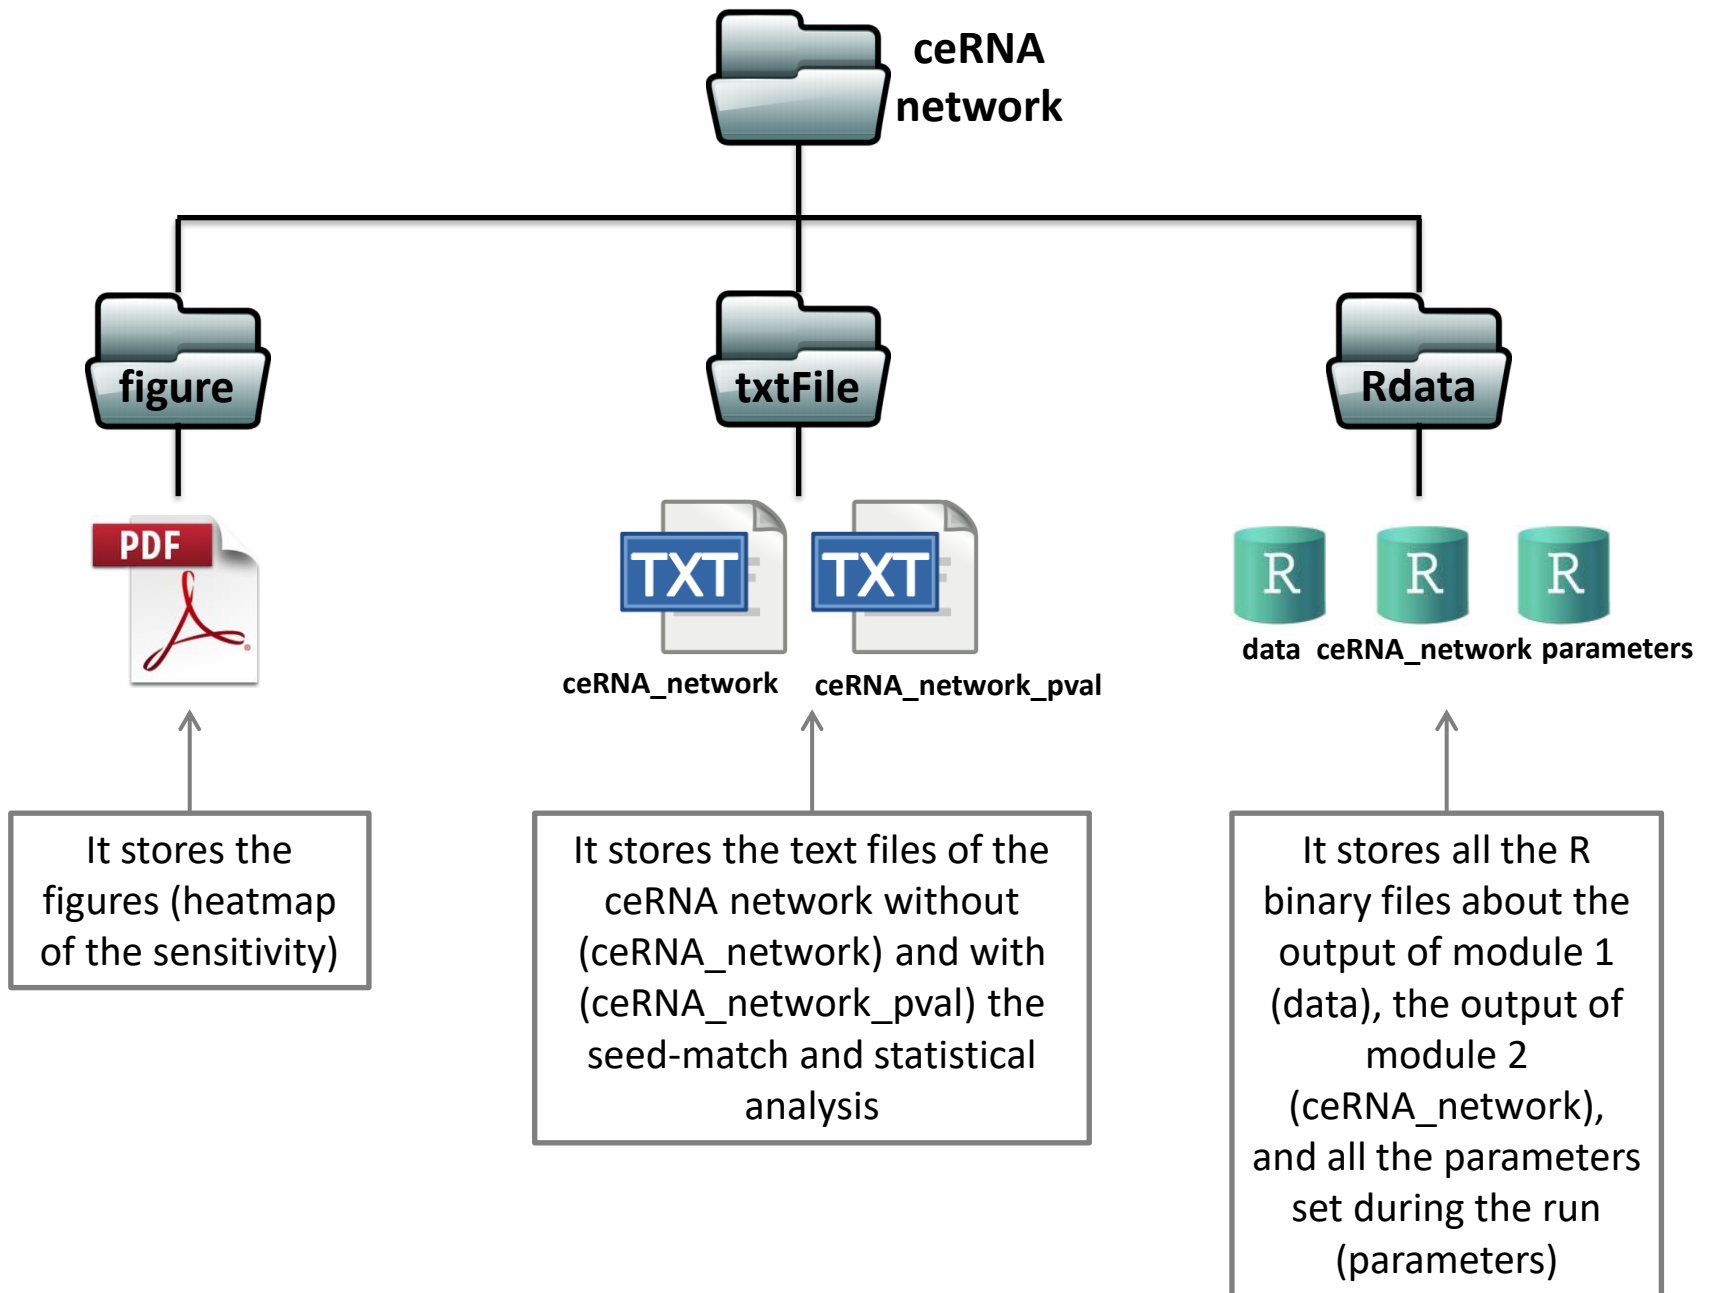 ceRNA
network
figure
txtFile
Rdata
PDF
TXT
TXT
R
R
R
ceRNA_network
ceRNA_network_pval
data
ceRNA_network
parameters
It stores the
figures (heatmap
of the sensitivity)
It stores the text files of the
ceRNA network without
(ceRNA_network) and with
(ceRNA_network_pval) the
seed-match and statistical
analysis
It stores all the R
binary files about the
output of module 1
(data), the output of
module 2
(ceRNA_network),
and all the parameters
set during the run
(parameters)